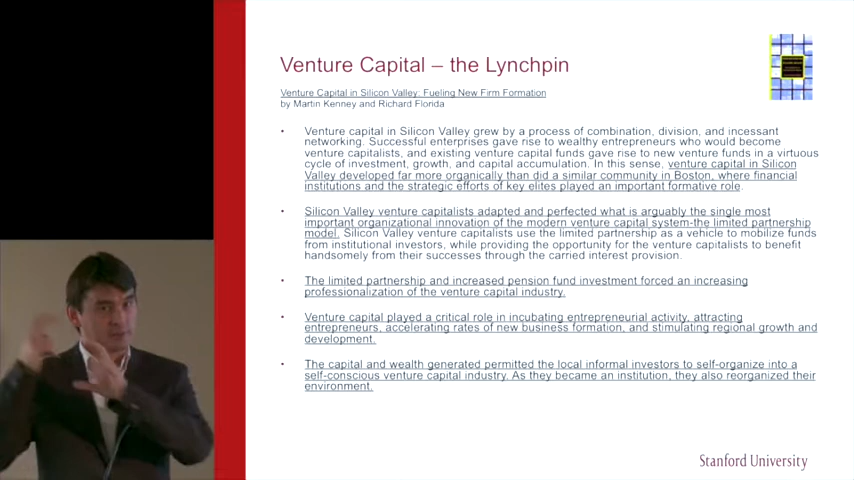 Venture Capital – the Lynchpin
Venture Capital in Silicon Valley: Fueling New Firm Formation
by Martin Kenney and Richard Florida
• Venture capital in Silicon Valley grew by a process of combination, division, and incessant
networking. Successful enterprises gave rise to wealthy entrepreneurs who would become
venture capitalists, and existing venture capital funds gave rise to new venture funds in a virtuous
cycle of investment, growth, and capital accumulation. In this sense, venture capital in Silicon
Valley developed far more organically than did a similar community in Boston, where financial
institutions and the strategic efforts of key elites played an important formative role.
• Silicon Valley venture capitalists adapted and perfected what is arguably the single most
important organizational innovation of the modern venture capital system-the limited partnership
model. Silicon Valley venture capitalists use the limited partnership as a vehicle to mobilize funds
from institutional investors, while providing the opportunity for the venture capitalists to benefit
handsomely from their successes through the carried interest provision.
• The limited partnership and increased pension fund investment forced an increasing
professionalization of the venture capital industry.
• Venture capital played a critical role in incubating entrepreneurial activity, attracting
entrepreneurs, accelerating rates of new business formation, and stimulating regional growth and
development.
• The capital and wealth generated permitted the local informal investors to self-organize into a
self-conscious venture capital industry. As they became an institution, they also reorganized their
environment.
Stanford University